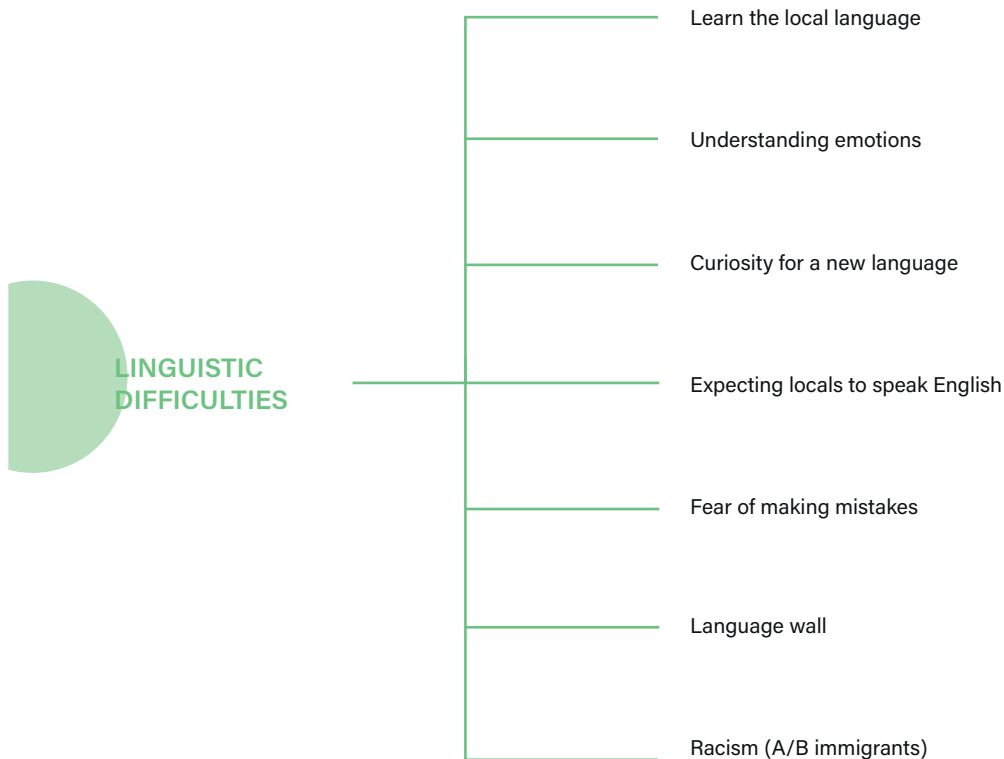 Learn the local language
Understanding emotions
Curiosity for a new language
LINGUISTIC
DIFFICULTIES
Expecting locals to speak English
Fear of making mistakes
Language wall
Racism (A/B immigrants)